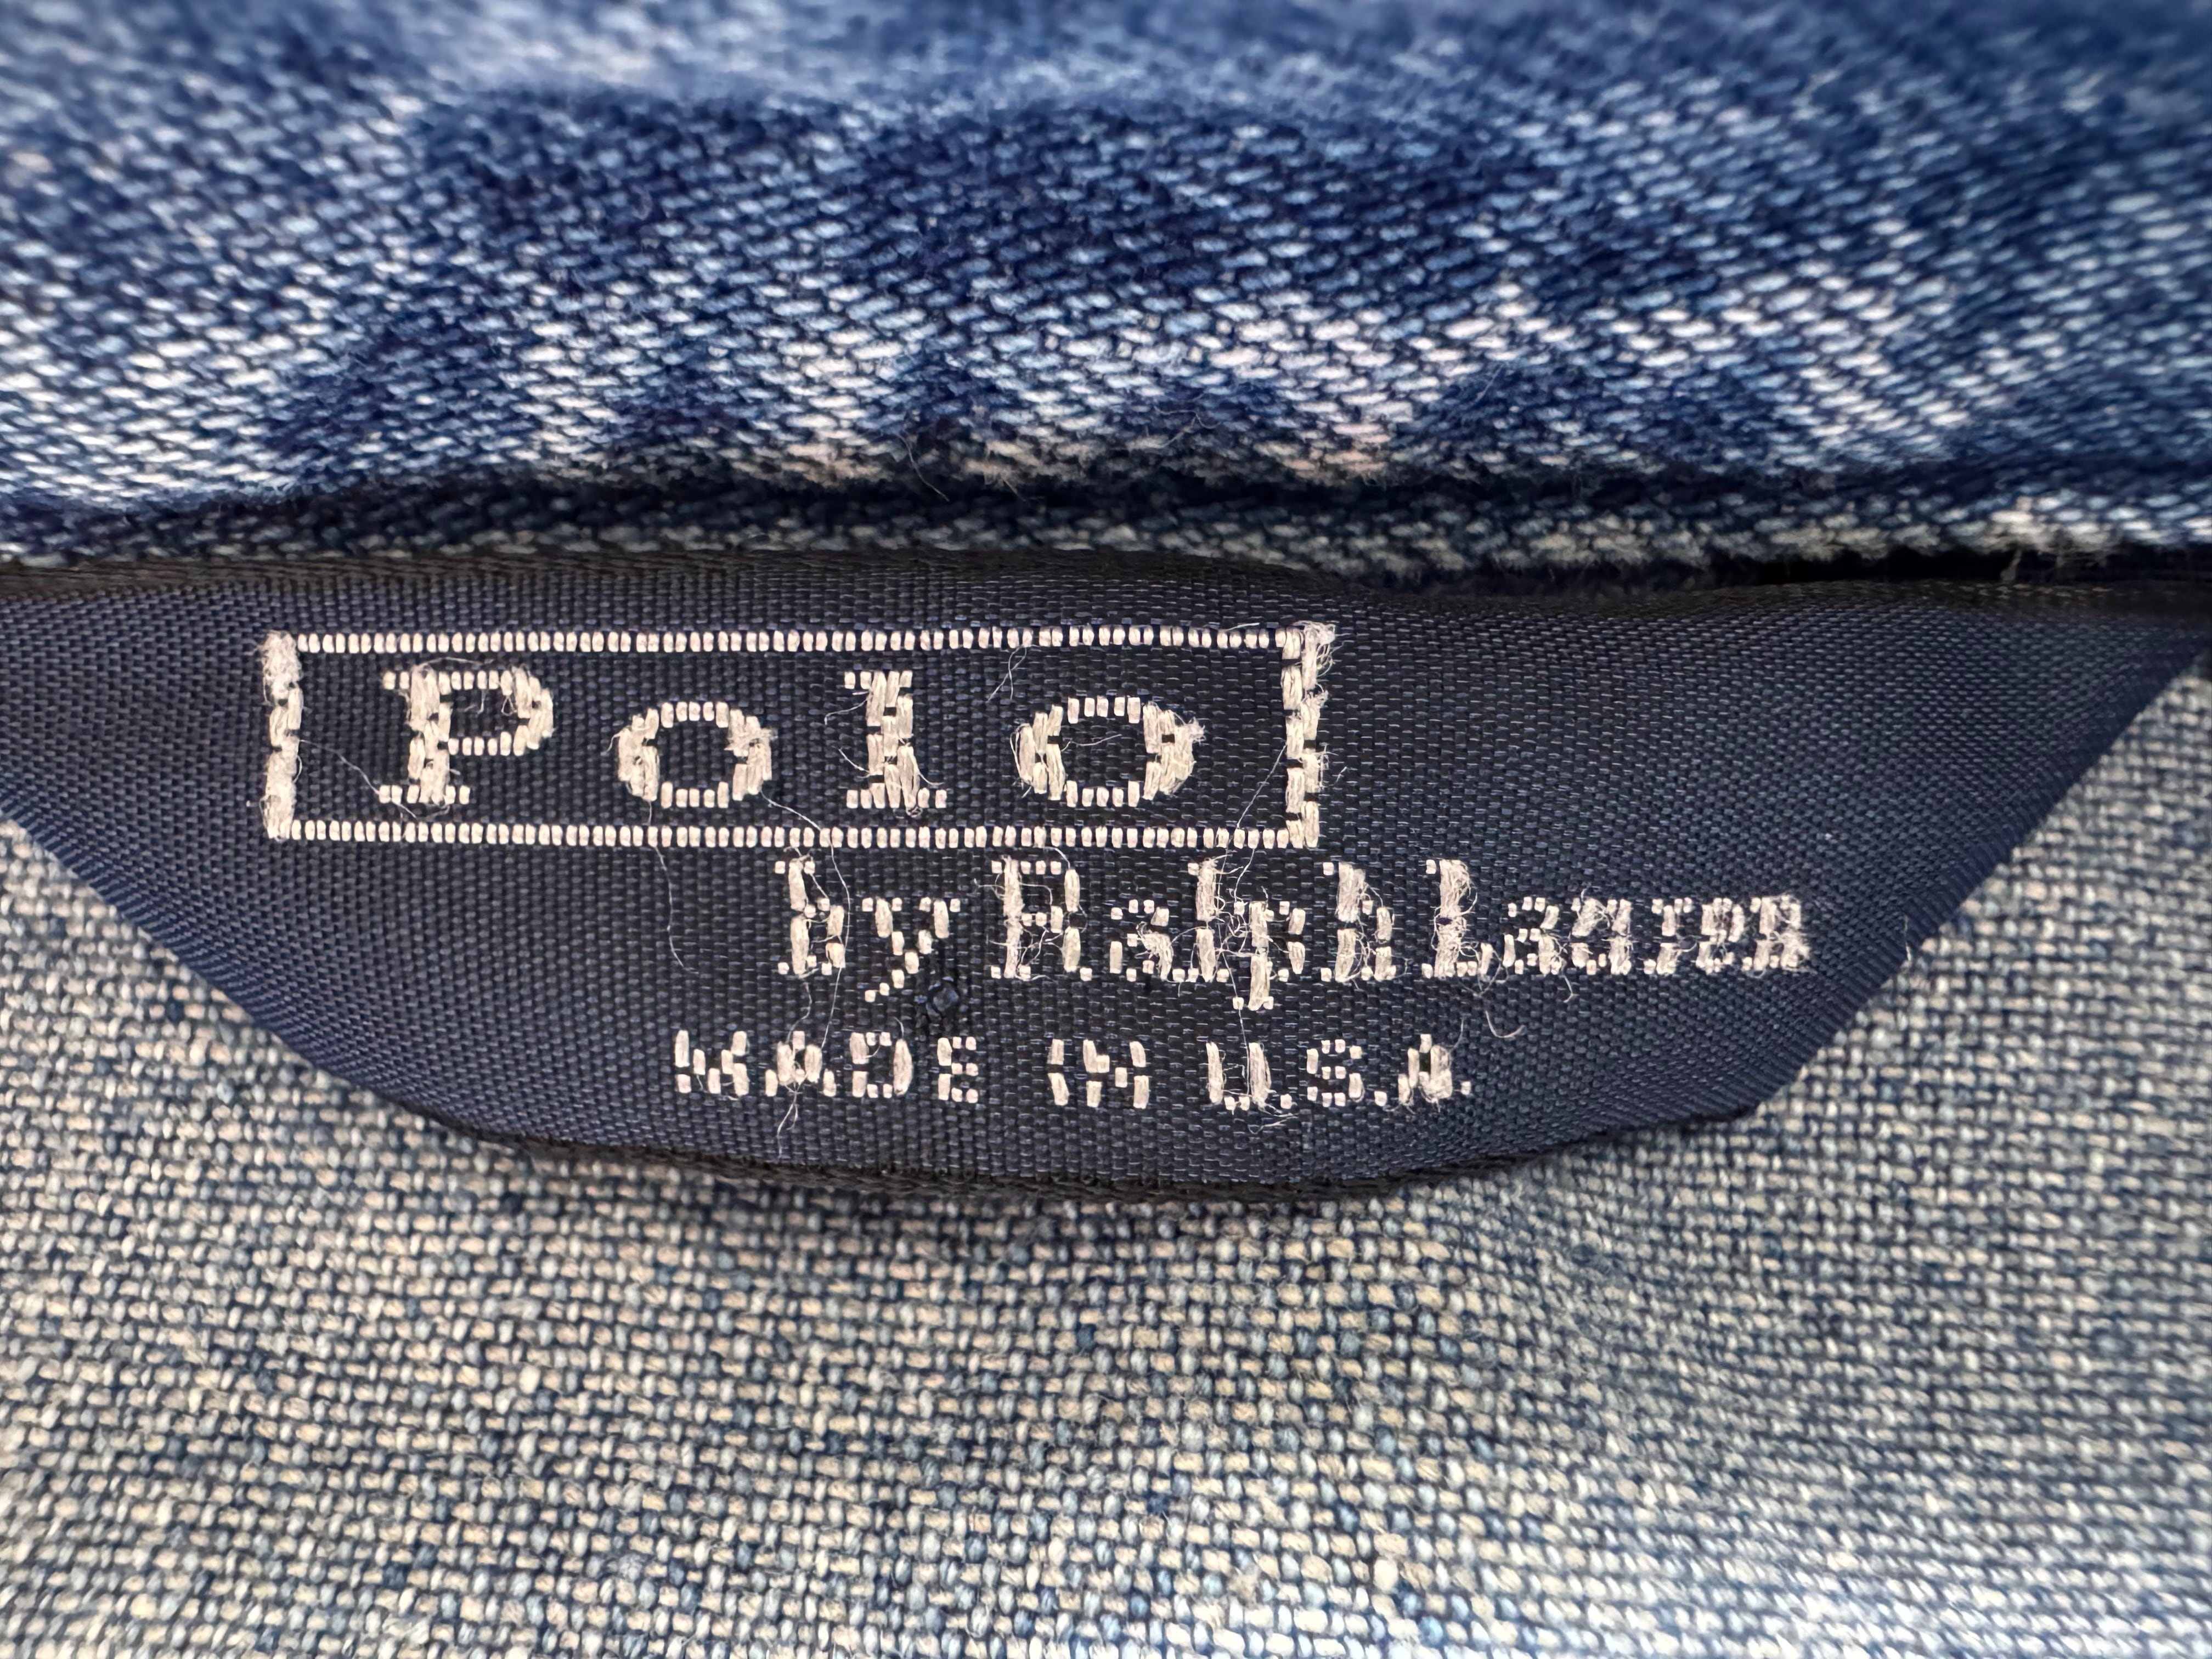 Polo
by Ralph Lauren
MADE IN U.S.A.